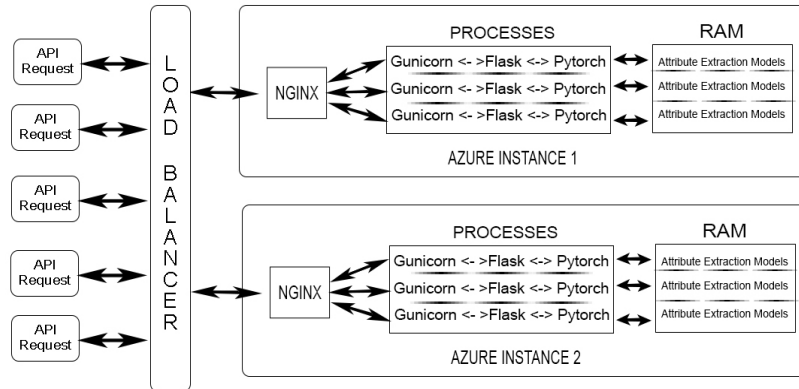 API
Request
API
Request
API
Request
API
Request
API
Request
LOAD BALANCER
PROCESSES
RAM
NGINX
Gunicorn <- ->Flask <-> Pytorch
Gunicorn <- ->Flask <-> Pytorch
Gunicorn <- ->Flask <-> Pytorch
Attribute Extraction Models
Attribute Extraction Models
Attribute Extraction Models
AZURE INSTANCE 1
PROCESSES
RAM
NGINX
Gunicorn <- ->Flask <-> Pytorch
Gunicorn <- ->Flask <-> Pytorch
Gunicorn <- ->Flask <-> Pytorch
Attribute Extraction Models
Attribute Extraction Models
Attribute Extraction Models
AZURE INSTANCE 2